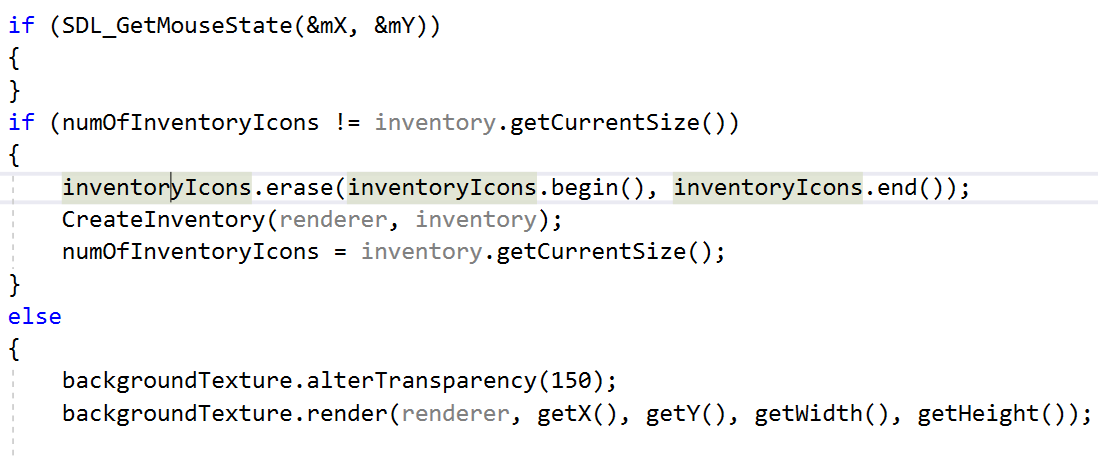 if (SDL_GetMouseState(&mX, &mY))
{
}
if (numOfInventoryIcons != inventory.getCurrentSize())
{
    inventoryIcons.erase(inventoryIcons.begin(), inventoryIcons.end());
    CreateInventory(renderer, inventory);
    numOfInventoryIcons = inventory.getCurrentSize();
}
else
{
    backgroundTexture.alterTransparency(150);
    backgroundTexture.render(renderer, getX(), getY(), getWidth(), getHeight());